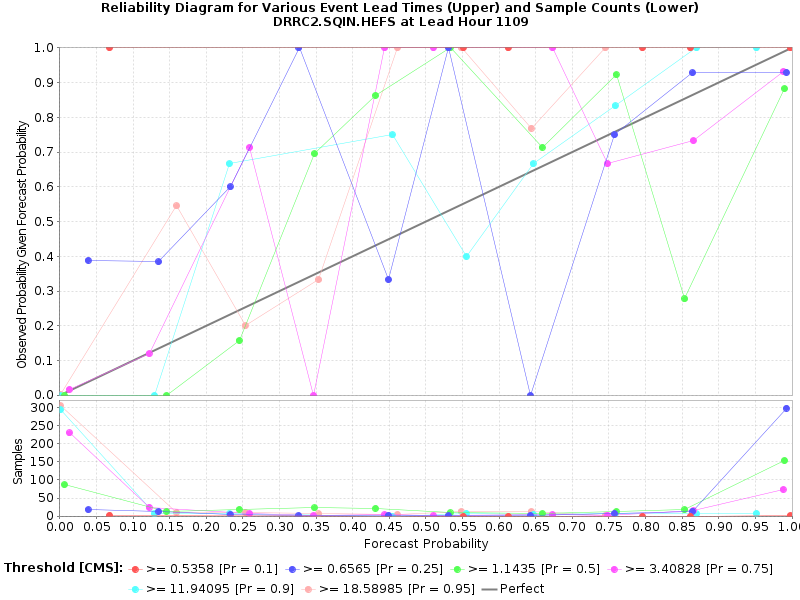 Reliability Diagram for Various Event Lead Times (Upper) and Sample Counts (Lower)
DRRC2.SQIN.HEFS at Lead Hour 1109
Observed Probability Given Forecast Probability
1.0
0.9
0.8
0.7
0.6
0.5
0.4
0.3
0.2
0.1
0.0
Samples
300
250
200
150
100
50
0
0.00 0.05 0.10 0.15 0.20 0.25 0.30 0.35 0.40 0.45 0.50 0.55 0.60 0.65 0.70 0.75 0.80 0.85 0.90 0.95 1.0
Forecast Probability
Threshold [CMS]: >= 0.5358 [Pr = 0.1] >= 0.6565 [Pr = 0.25] >= 1.1435 [Pr = 0.5] >= 3.40828 [Pr = 0.75]
>= 11.94095 [Pr = 0.9] >= 18.58985 [Pr = 0.95] Perfect